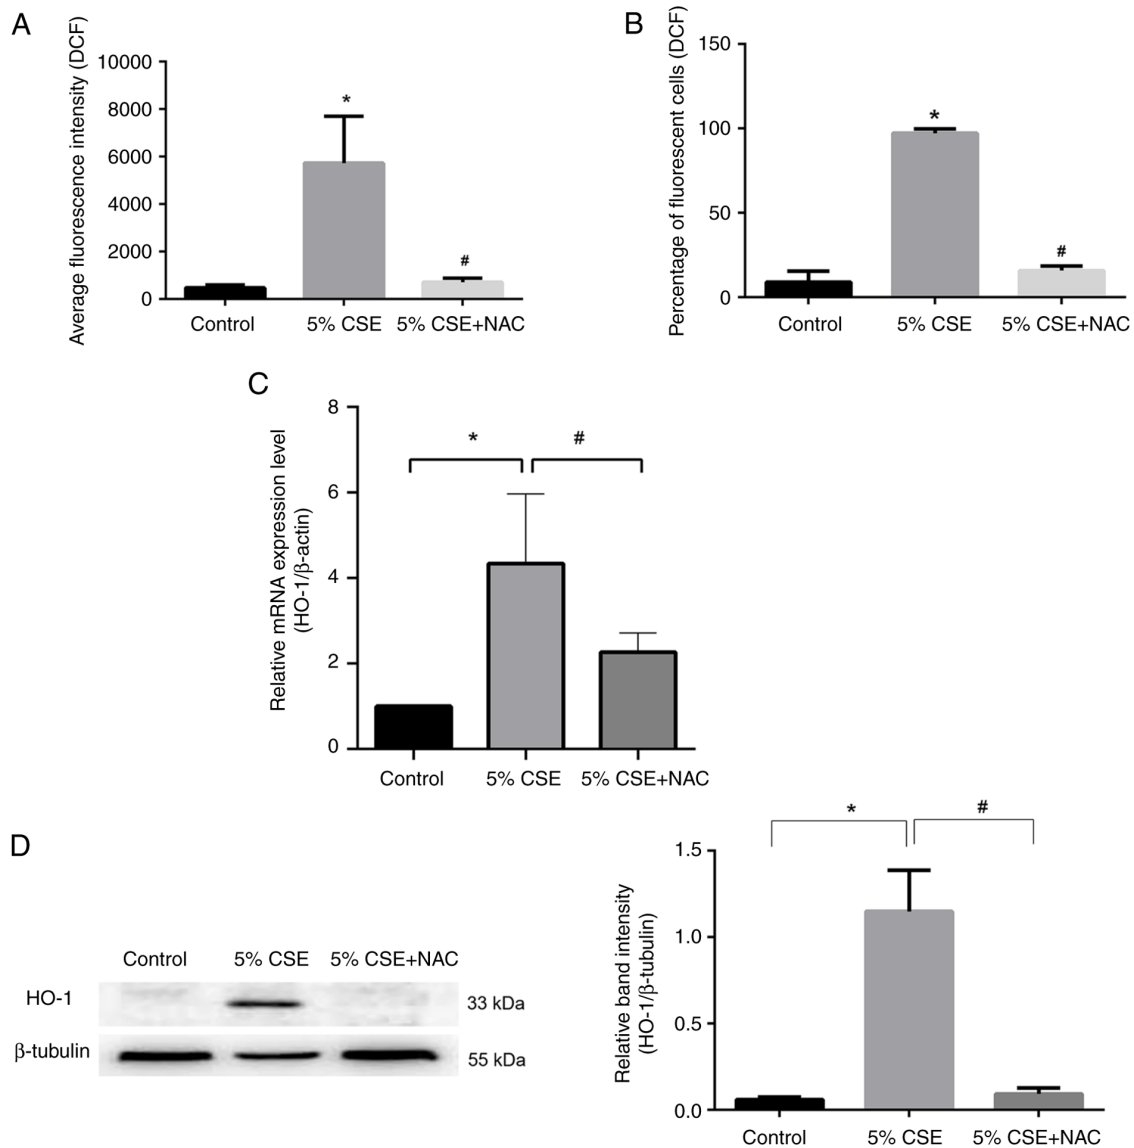 A
Average fluorescence intensity (DCF)
10000
8000
6000
4000
2000
0
*
#
Control
5% CSE
5% CSE+NAC
B
Percentage of fluorescent cells (DCF)
150
100
50
0
*
#
Control
5% CSE
5% CSE+NAC
C
Relative mRNA expression level
(HO-1/β-actin)
8
6
4
2
0
*
#
Control
5% CSE
5% CSE+NAC
D
Control
5% CSE
5% CSE+NAC
HO-1
33 kDa
β-tubulin
55 kDa
Relative band intensity
(HO-1/β-tubulin)
1.5
1.0
0.5
0.0
*
#
Control
5% CSE
5% CSE+NAC